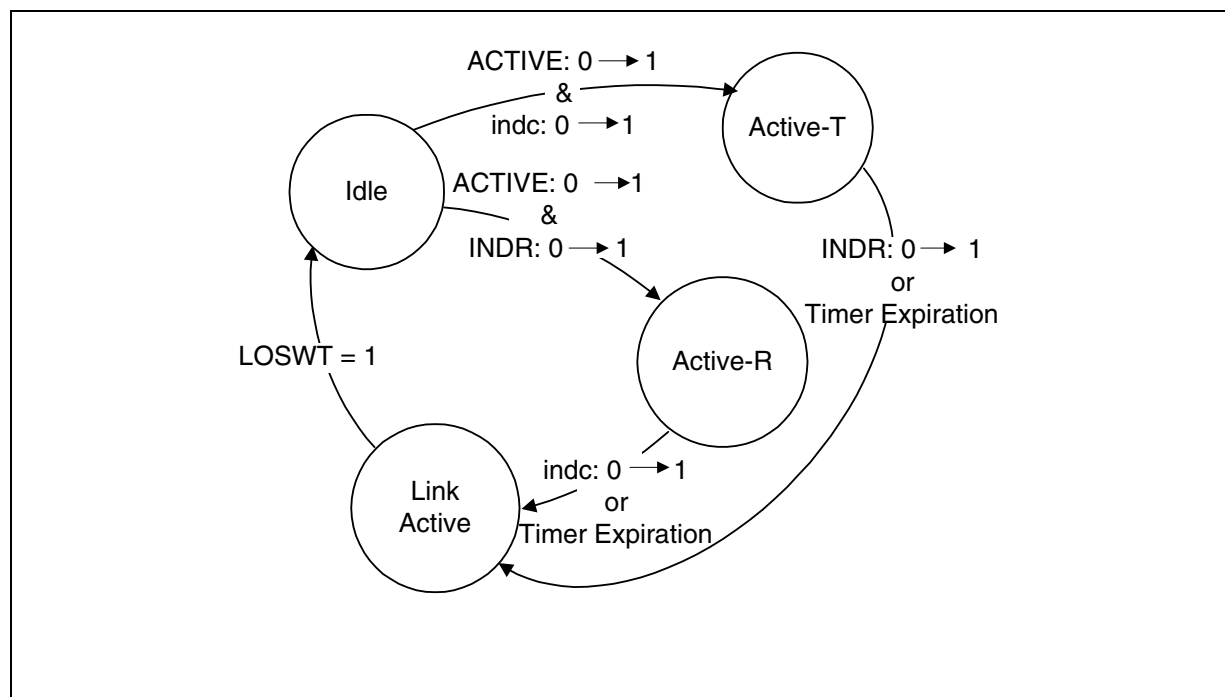 ACTIVE: 0 → 1
&
indc: 0 → 1
Active-T
Idle
ACTIVE: 0 → 1
&
INDR: 0 → 1
INDR: 0 → 1
or
Timer Expiration
LOSWT = 1
Active-R
indc: 0 → 1
or
Timer Expiration
Link
Active